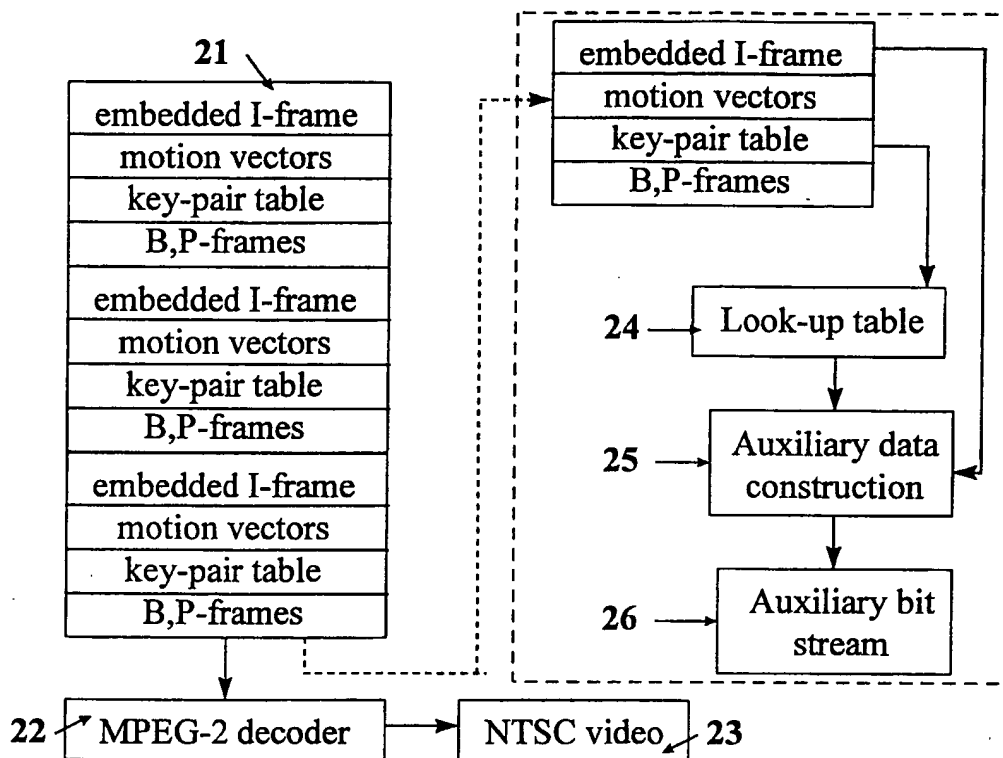 21
embedded I-frame
motion vectors
key-pair table
B,P-frames
embedded I-frame
motion vectors
key-pair table
B,P-frames
embedded I-frame
motion vectors
key-pair table
B,P-frames
22
MPEG-2 decoder
NTSC video
23
embedded I-frame
motion vectors
key-pair table
B,P-frames
24
Look-up table
25
Auxiliary data
construction
26
Auxiliary bit
stream